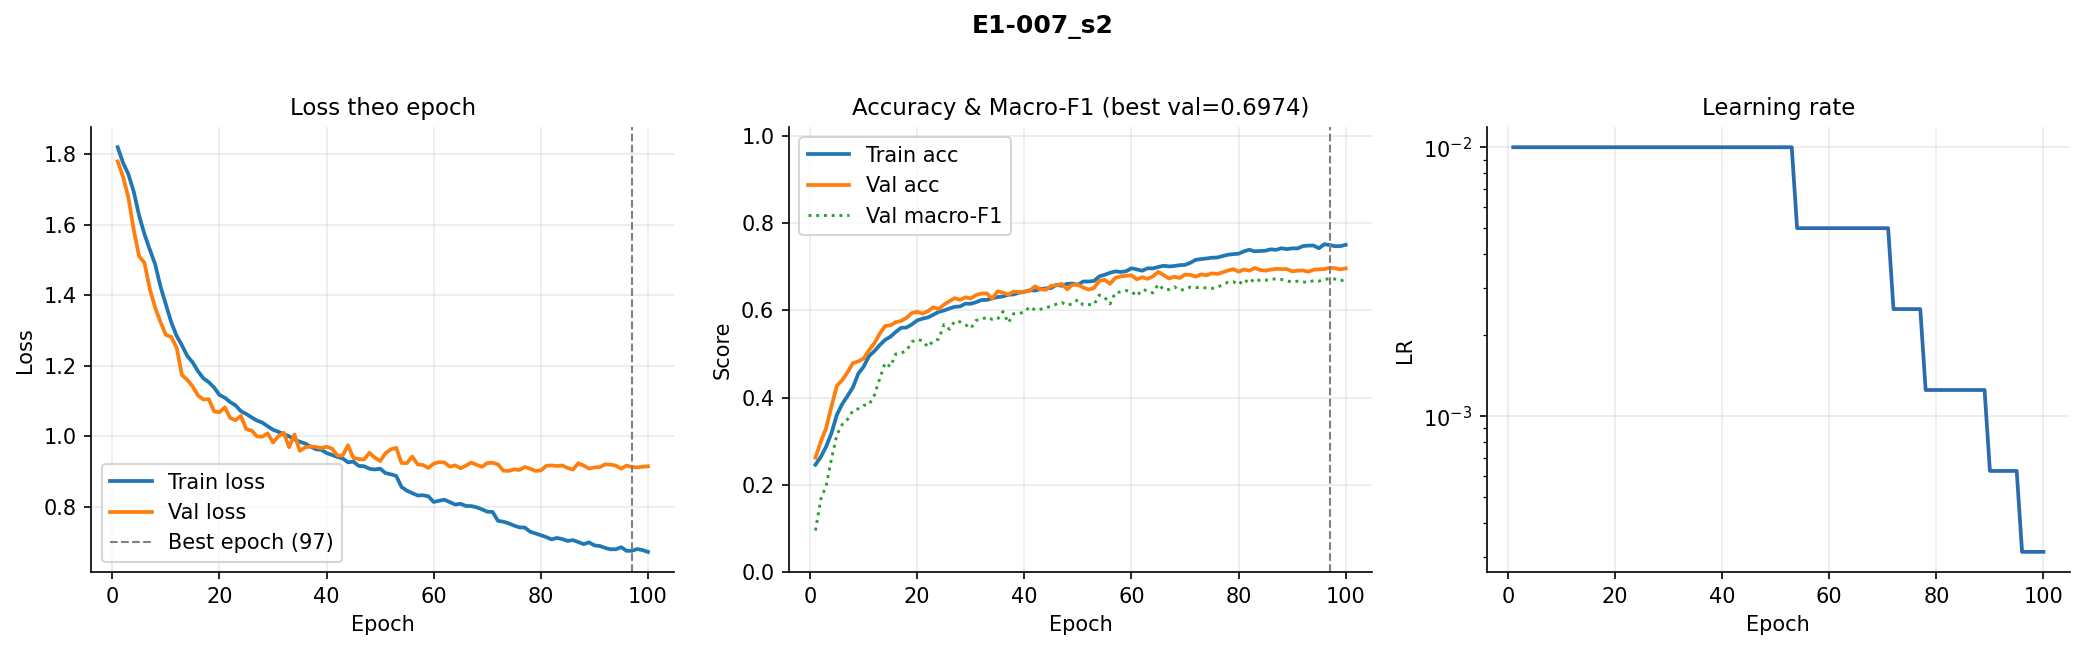 E1-007_s2
Loss theo epoch
Loss
1.8
1.6
1.4
1.2
1.0
0.8
Train loss
Val loss
Best epoch (97)
0 20 40 60 80 100
Epoch
Accuracy & Macro-F1 (best val=0.6974)
Score
1.0
0.8
0.6
0.4
0.2
0.0
Train acc
Val acc
Val macro-F1
0 20 40 60 80 100
Epoch
Learning rate
LR
10⁻²
10⁻³
0 20 40 60 80 100
Epoch